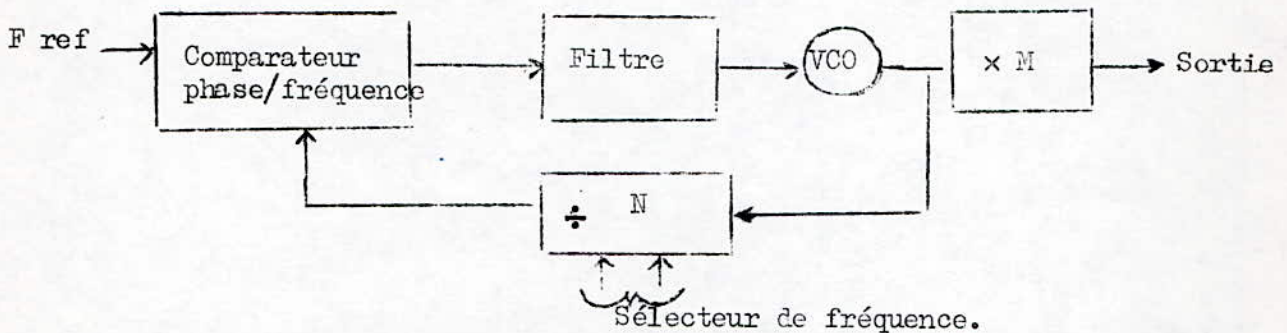 F ref
Comparateur
phase/fréquence
Filtre
VCO
× M
Sortie
÷ N
Sélecteur de fréquence.